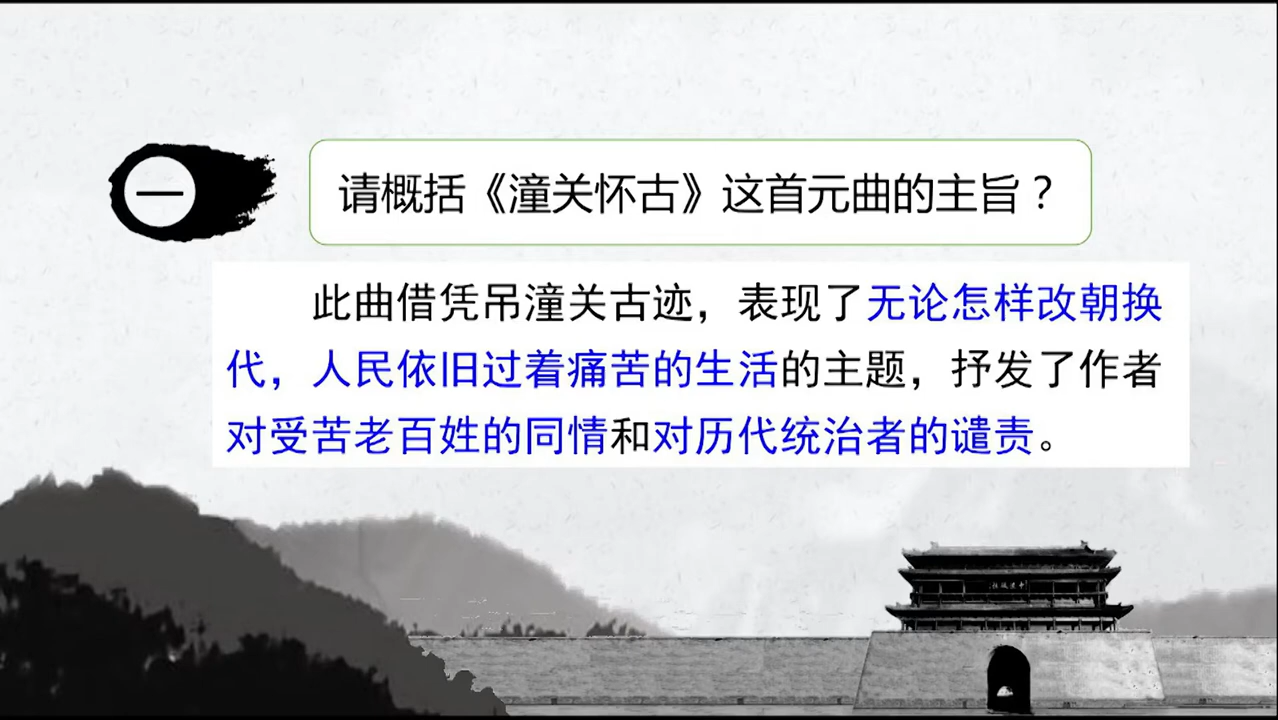 一
请概括《潼关怀古》这首元曲的主旨？
此曲借凭吊潼关古迹，表现了无论怎样改朝换
代，人民依旧过着痛苦的生活的主题，抒发了作者
对受苦老百姓的同情和对历代统治者的谴责。